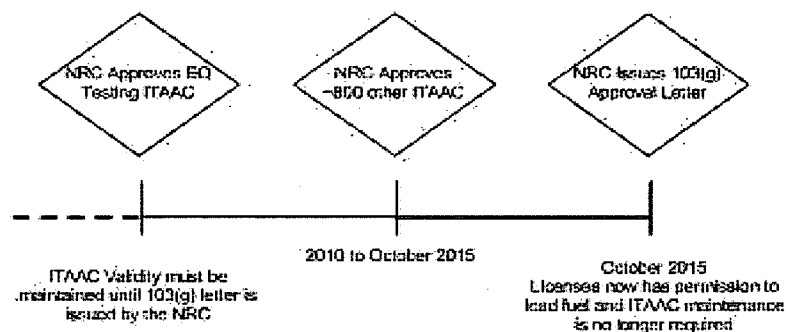 NRC Approves EQ
Testing ITAAC
NRC Approves
~800 other ITAAC
NRC Issues 103(g)
Approval Letter
ITAAC Validity must be
maintained until 103(g) letter is
issued by the NRC
2010 to October 2015
October 2015
Licensee now has permission to
load fuel and ITAAC maintenance
is no longer required